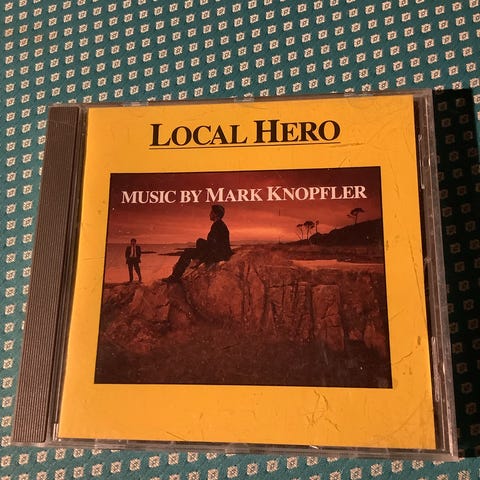 LOCAL HERO
MUSIC BY MARK KNOPFLER